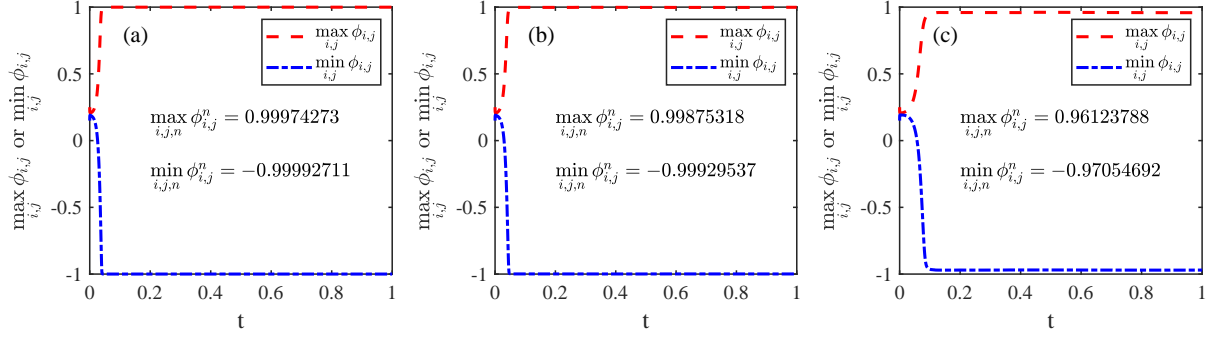 (a)
max_{i,j} ϕ_{i,j}
min_{i,j} ϕ_{i,j}
max_{i,j,n} ϕ^n_{i,j} = 0.99974273
min_{i,j,n} ϕ^n_{i,j} = −0.99992711
max_{i,j} ϕ_{i,j} or min_{i,j} ϕ_{i,j}
1
0.5
0
-0.5
-1
0 0.2 0.4 0.6 0.8 1
t
(b)
max_{i,j} ϕ_{i,j}
min_{i,j} ϕ_{i,j}
max_{i,j,n} ϕ^n_{i,j} = 0.99875318
min_{i,j,n} ϕ^n_{i,j} = −0.99929537
max_{i,j} ϕ_{i,j} or min_{i,j} ϕ_{i,j}
1
0.5
0
-0.5
-1
0 0.2 0.4 0.6 0.8 1
t
(c)
max_{i,j} ϕ_{i,j}
min_{i,j} ϕ_{i,j}
max_{i,j,n} ϕ^n_{i,j} = 0.96123788
min_{i,j,n} ϕ^n_{i,j} = −0.97054692
max_{i,j} ϕ_{i,j} or min_{i,j} ϕ_{i,j}
1
0.5
0
-0.5
-1
0 0.2 0.4 0.6 0.8 1
t